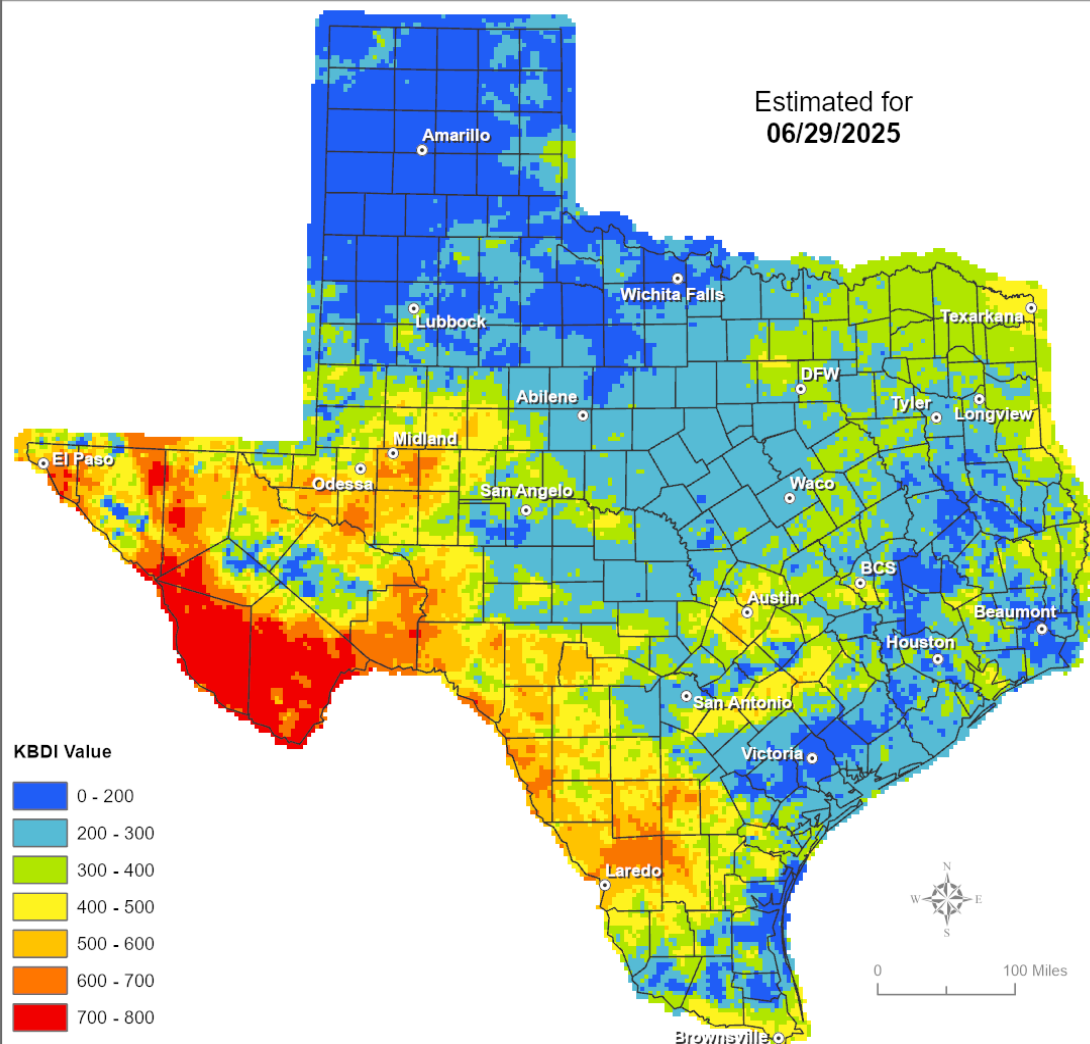 Estimated for
06/29/2025
Amarillo
Wichita Falls
Lubbock
Texarkana
DFW
Abilene
Tyler
Longview
Midland
El Paso
Odessa
San Angelo
Waco
BCS
Austin
Beaumont
Houston
San Antonio
Victoria
Laredo
Brownsville
KBDI Value
0 - 200
200 - 300
300 - 400
400 - 500
500 - 600
600 - 700
700 - 800
N
W E
S
0 100 Miles